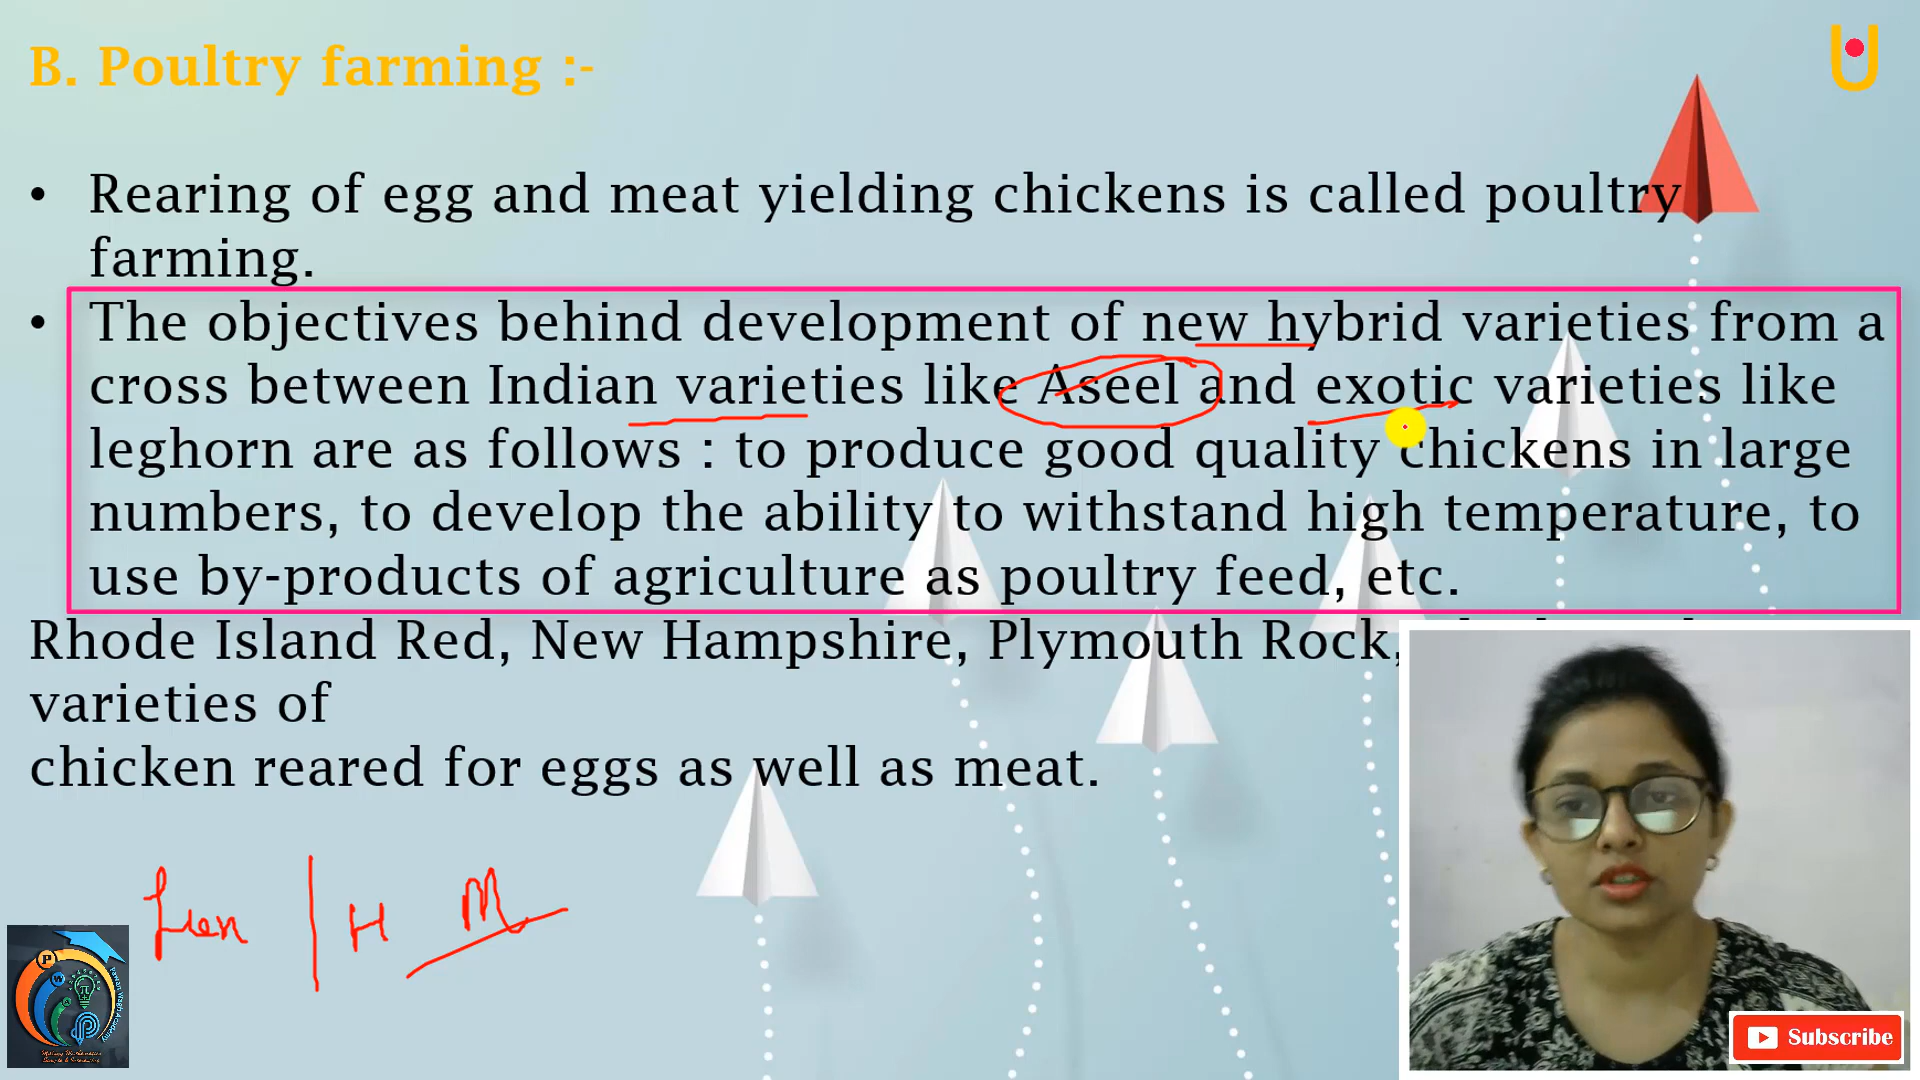 B. Poultry farming :-
• Rearing of egg and meat yielding chickens is called poultry
farming.
• The objectives behind development of new hybrid varieties from a
cross between Indian varieties like Aseel and exotic varieties like
leghorn are as follows : to produce good quality chickens in large
numbers, to develop the ability to withstand high temperature, to
use by-products of agriculture as poultry feed, etc.
Rhode Island Red, New Hampshire, Plymouth Rock,
varieties of
chicken reared for eggs as well as meat.
H M
Subscribe